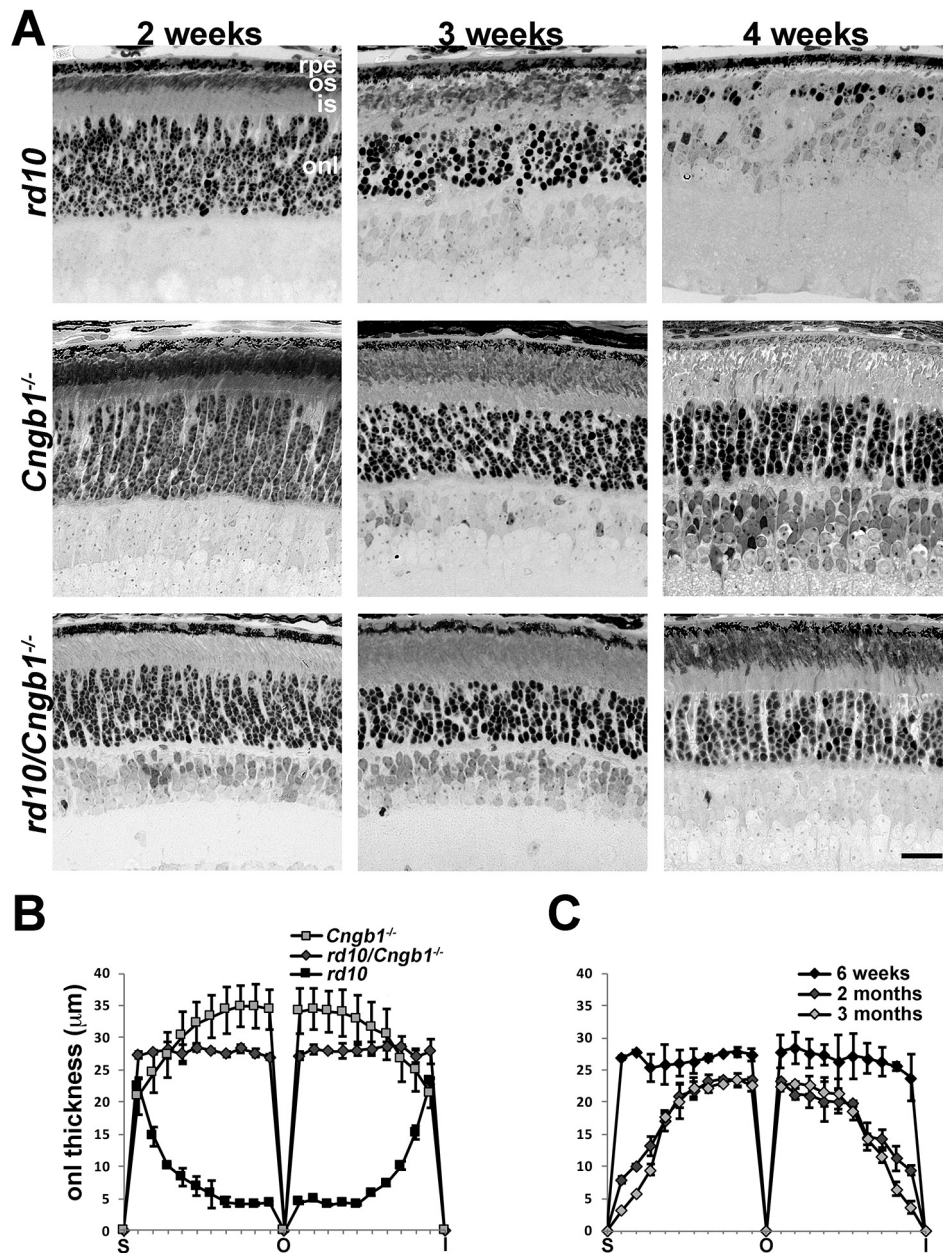 A
2 weeks 3 weeks 4 weeks
rd10
rpe
os
is
onl
Cngb1-/-
rd10/Cngb1-/-
B
Cngb1-/-
rd10/Cngb1-/-
rd10
onl thickness (μm)
40
35
30
25
20
15
10
5
0
S O I
C
6 weeks
2 months
3 months
40
35
30
25
20
15
10
5
0
S O I